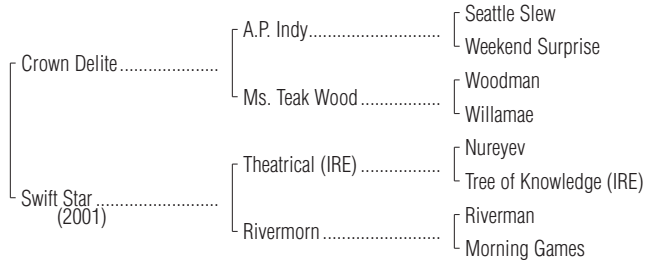 Seattle Slew
A.P. Indy
Weekend Surprise
Crown Delite
Woodman
Ms. Teak Wood
Willamae
Nureyev
Theatrical (IRE)
Tree of Knowledge (IRE)
Swift Star
(2001)
Riverman
Rivermorn
Morning Games